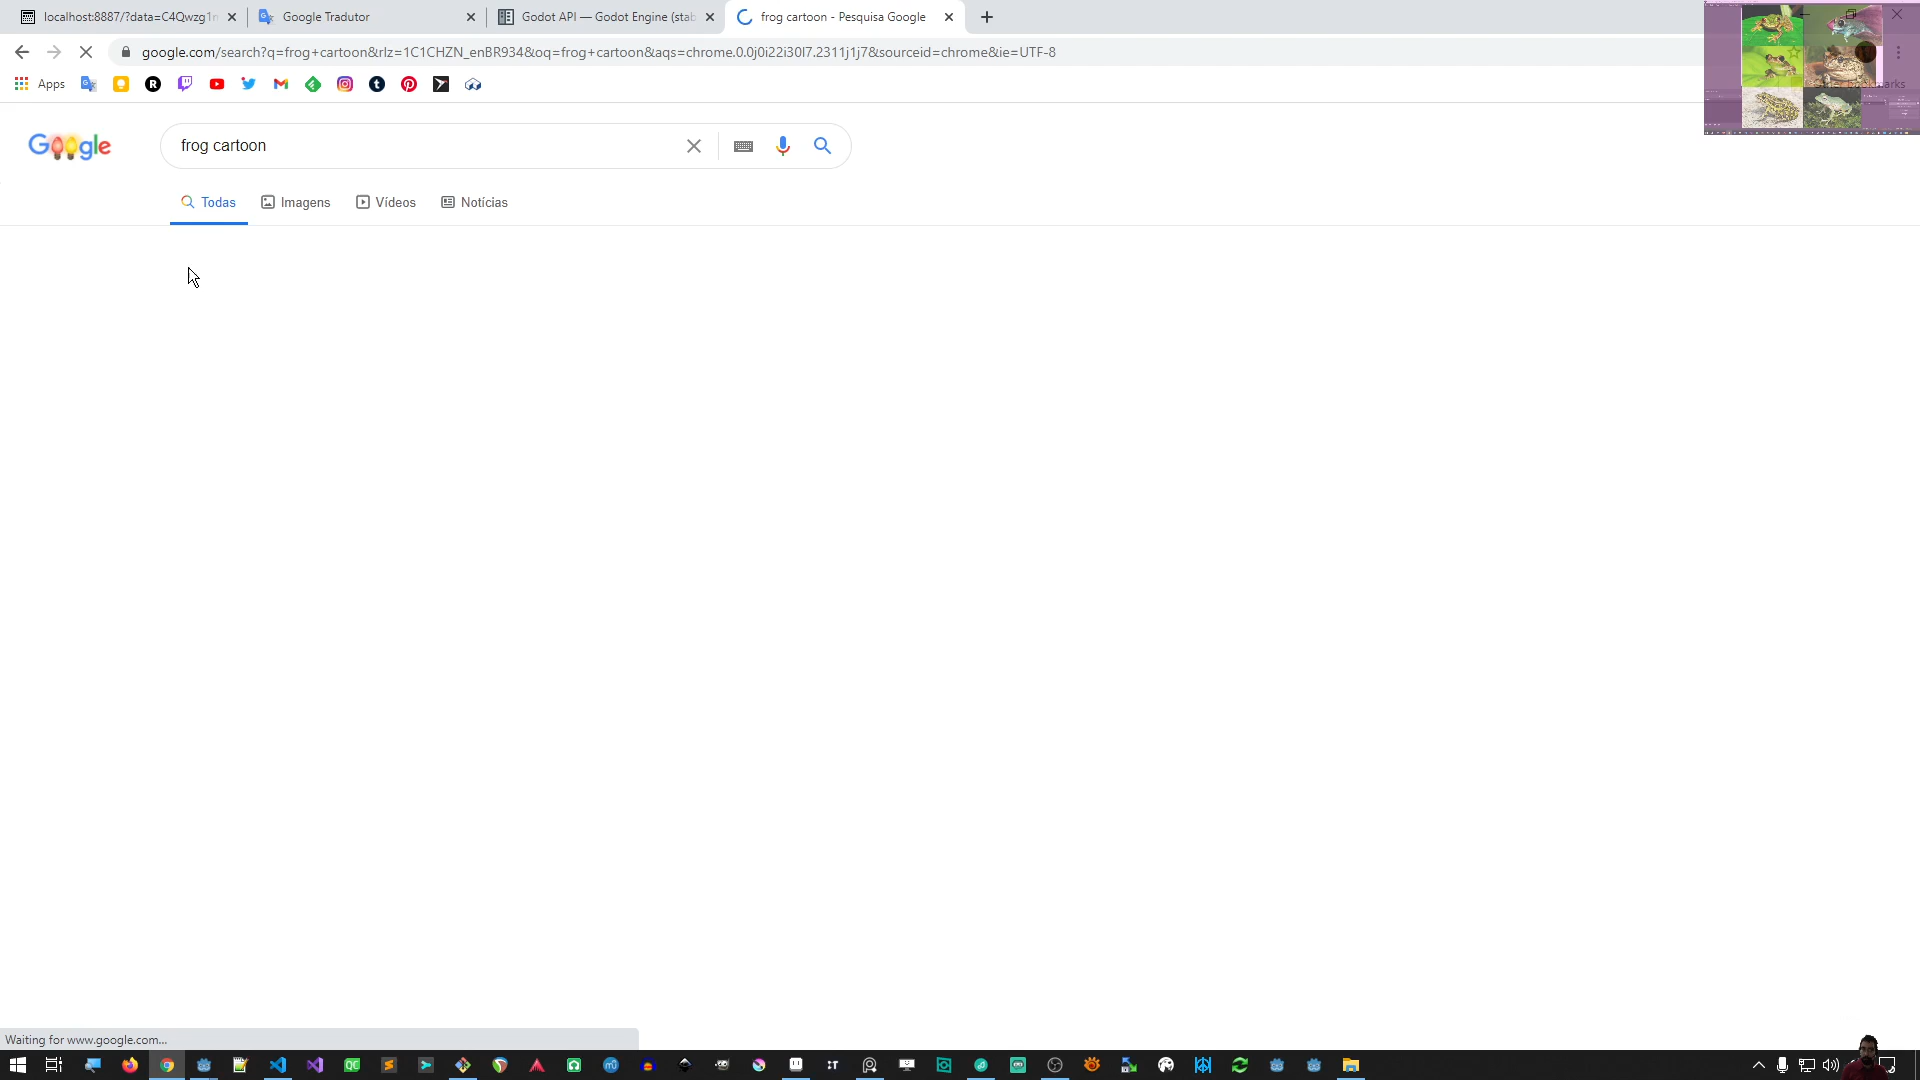 localhost:8887/?data=C4Qwzg1r
Google Tradutor
Godot API — Godot Engine (stab
frog cartoon - Pesquisa Google
google.com/search?q=frog+cartoon&rlz=1C1CHZN_enBR934&oq=frog+cartoon&aqs=chrome.0.0j0i22i30l7.2311j1j7&sourceid=chrome&ie=UTF-8
Apps
Google
frog cartoon
Todas
Imagens
Vídeos
Notícias
Waiting for www.google.com...